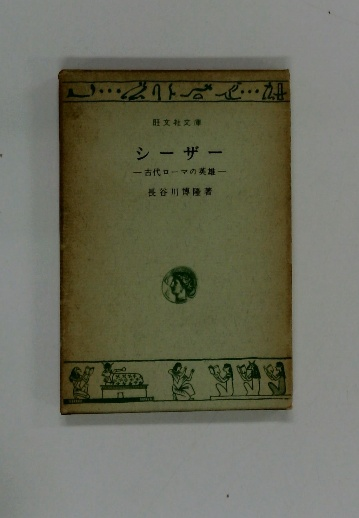 旺文社文庫
シーザー
―古代ローマの英雄―
長谷川博隆著